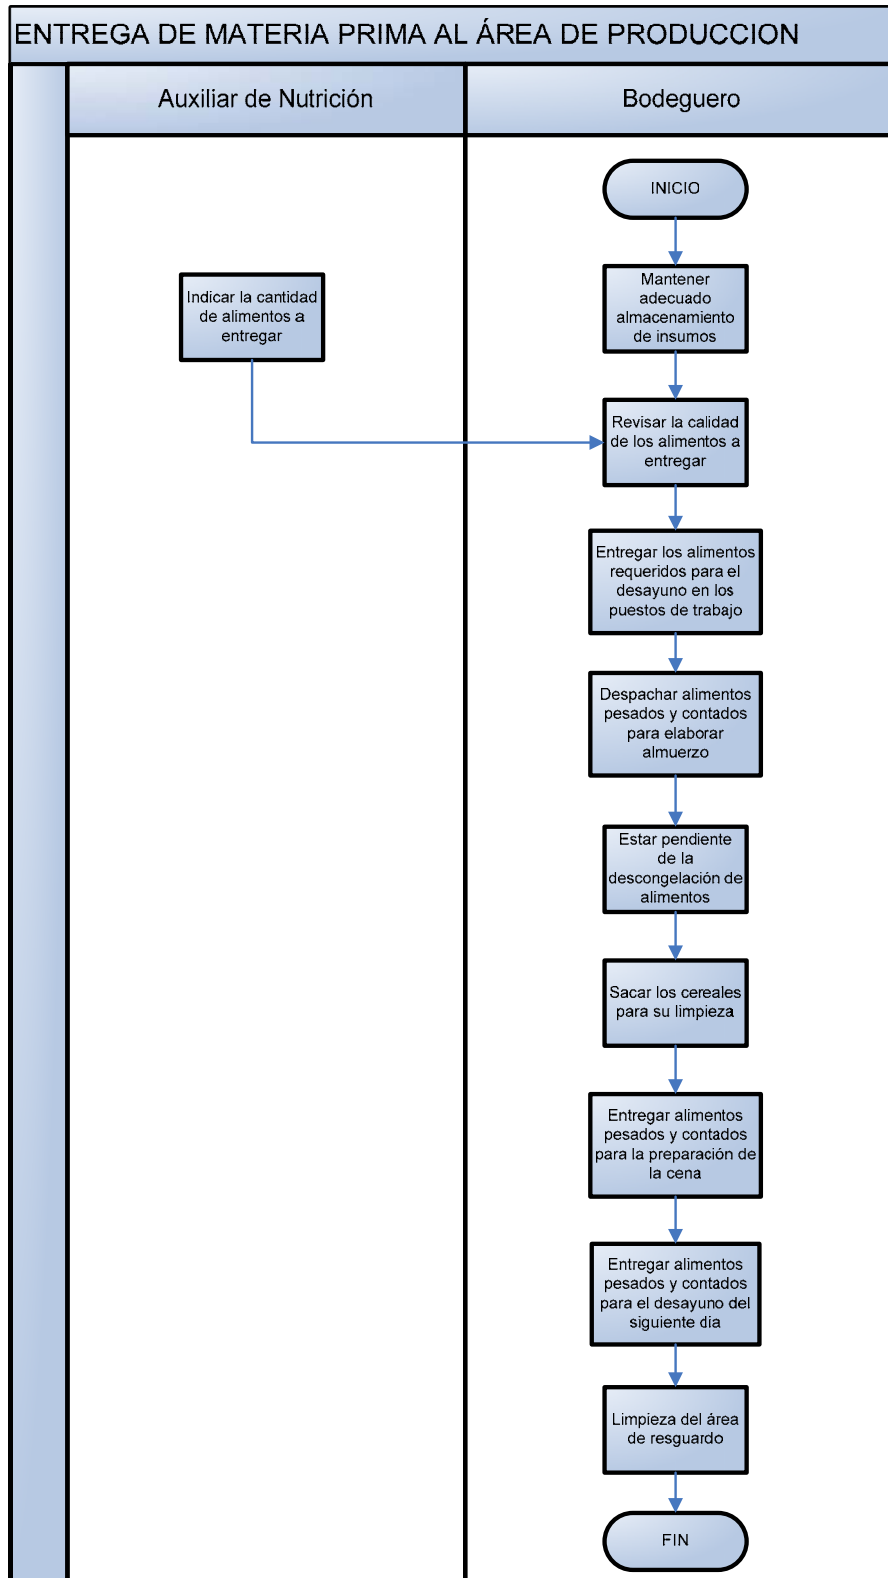 ENTREGA DE MATERIA PRIMA AL ÁREA DE PRODUCCION
Auxiliar de Nutrición
Bodeguero
INICIO
Indicar la cantidad
de alimentos a
entregar
Mantener
adecuado
almacenamiento
de insumos
Revisar la calidad
de los alimentos a
entregar
Entregar los alimentos
requeridos para el
desayuno en los
puestos de trabajo
Despachar alimentos
pesados y contados
para elaborar
almuerzo
Estar pendiente
de la
descongelación de
alimentos
Sacar los cereales
para su limpieza
Entregar alimentos
pesados y contados
para la preparación de
la cena
Entregar alimentos
pesados y contados
para el desayuno del
siguiente dia
Limpieza del área
de resguardo
FIN